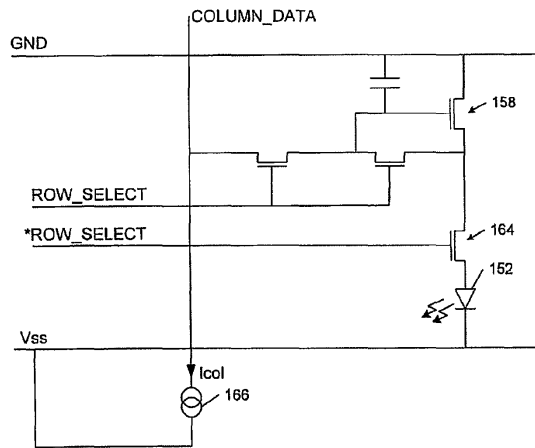 COLUMN_DATA
GND
158
ROW_SELECT
*ROW_SELECT
164
152
Vss
Icol
166